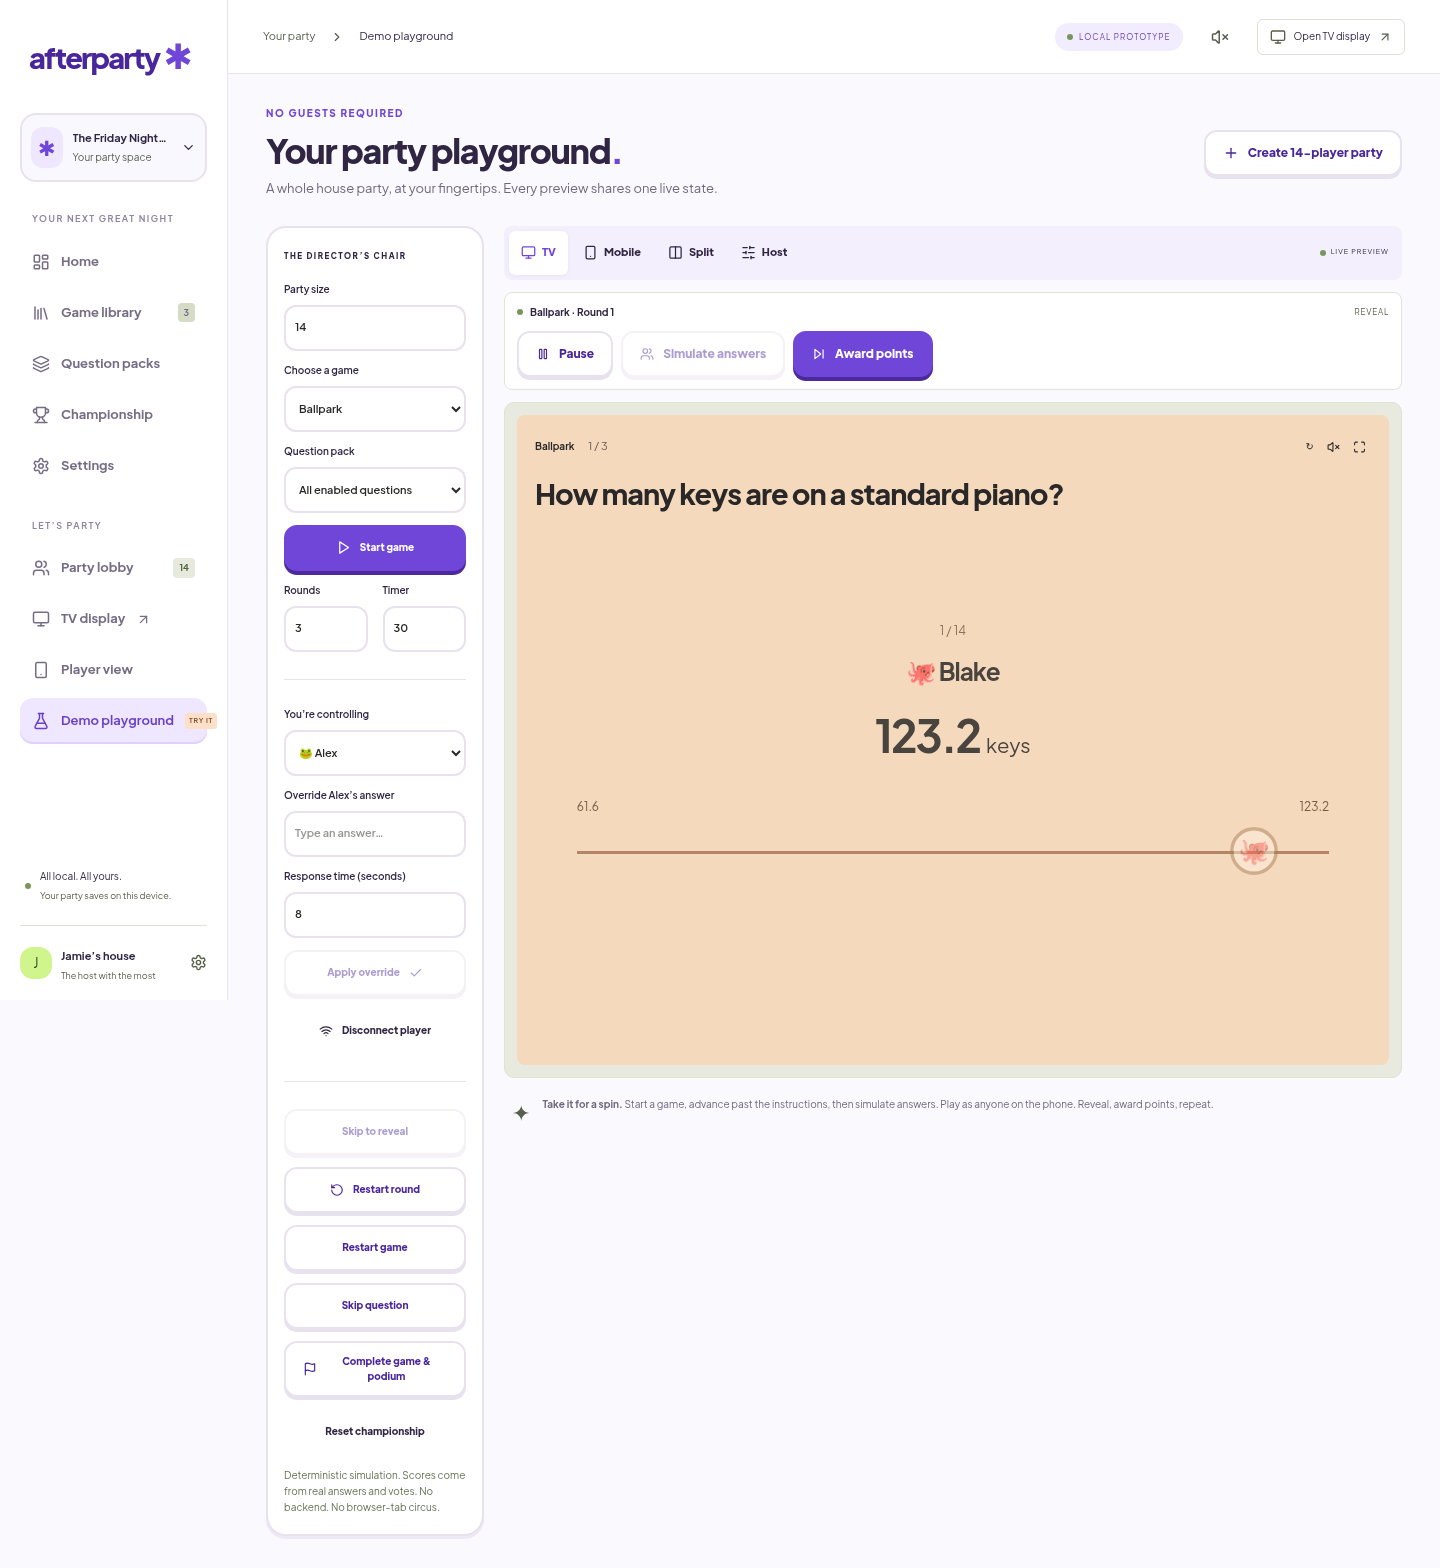 afterparty
Your party
Demo playground
LOCAL PROTOTYPE
Open TV display
The Friday Night...
Your party space
YOUR NEXT GREAT NIGHT
Home
Game library
3
Question packs
Championship
Settings
LET'S PARTY
Party lobby
14
TV display
Player view
Demo playground
TRY IT
All local. All yours.
Your party saves on this device.
J
Jamie's house
The host with the most
NO GUESTS REQUIRED
Your party playground.
A whole house party, at your fingertips. Every preview shares one live state.
Create 14-player party
THE DIRECTOR'S CHAIR
Party size
14
Choose a game
Ballpark
Question pack
All enabled questions
Start game
Rounds
Timer
3
30
You're controlling
🐸 Alex
Override Alex's answer
Type an answer...
Response time (seconds)
8
Apply override
Disconnect player
Skip to reveal
Restart round
Restart game
Skip question
Complete game &
podium
Reset championship
Deterministic simulation. Scores come
from real answers and votes. No
backend. No browser-tab circus.
TV
Mobile
Split
Host
LIVE PREVIEW
Ballpark · Round 1
REVEAL
Pause
Simulate answers
Award points
Ballpark
1 / 3
How many keys are on a standard piano?
1 / 14
🐙 Blake
123.2 keys
61.6
123.2
Take it for a spin. Start a game, advance past the instructions, then simulate answers. Play as anyone on the phone. Reveal, award points, repeat.